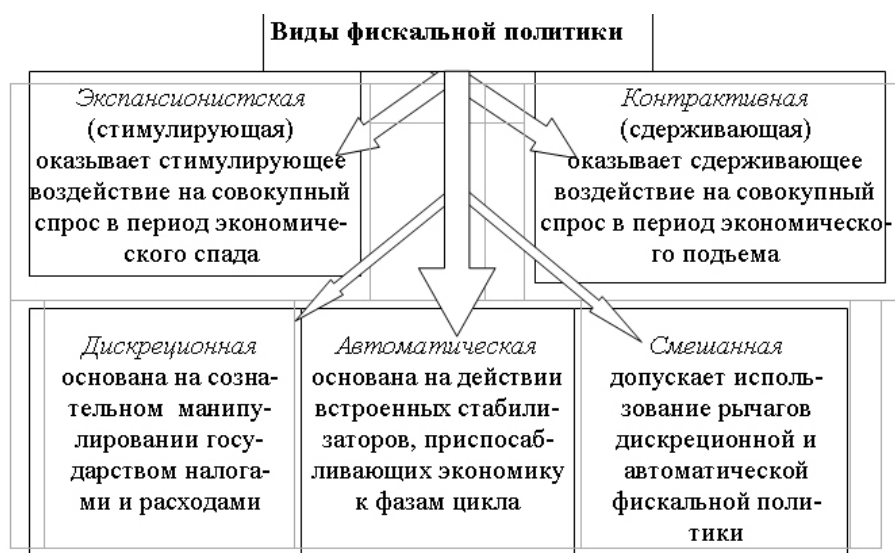 Виды фискальной политики
Экспансионистская
(стимулирующая)
оказывает стимулирующее
воздействие на совокупный
спрос в период экономиче-
ского спада
Контрактивная
(сдерживающая)
оказывает сдерживающее
воздействие на совокупный
спрос в период экономическо-
го подьема
Дискреционная
основана на созна-
тельном манипу-
лировании госу-
дарством налога-
ми и расходами
Автоматическая
основана на действии
встроенных стабили-
заторов, приспосаб-
ливающих экономику
к фазам цикла
Смешанная
допускает исполь-
зование рычагов
дискреционной и
автоматической
фискальной поли-
тики